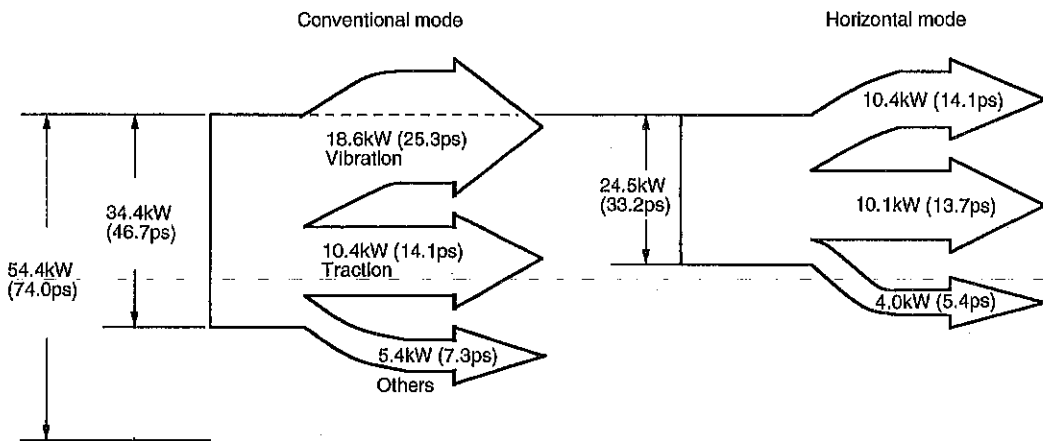 Conventional mode
Horizontal mode
18.6kW (25.3ps)
Vibration
10.4kW (14.1ps)
Traction
5.4kW (7.3ps)
Others
34.4kW
(46.7ps)
54.4kW
(74.0ps)
10.4kW (14.1ps)
24.5kW
(33.2ps)
10.1kW (13.7ps)
4.0kW (5.4ps)